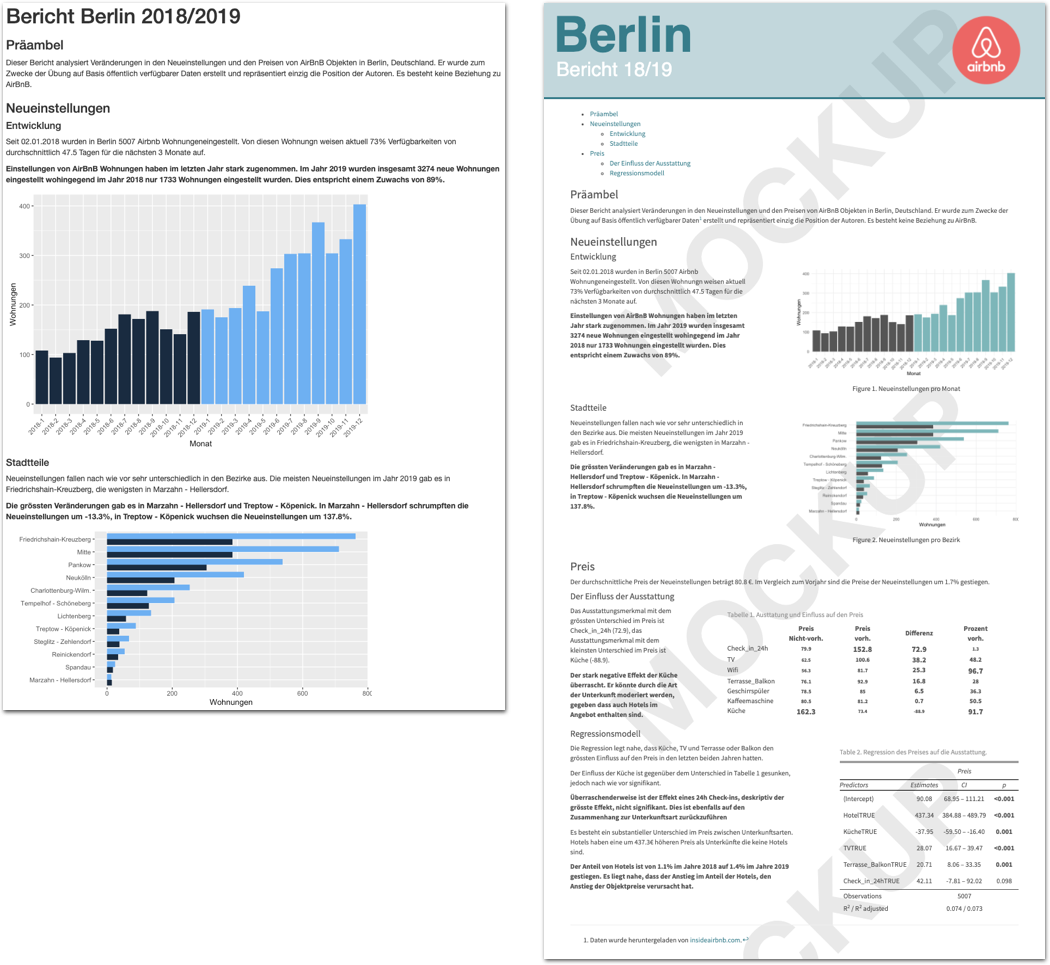 Bericht Berlin 2018/2019
Präambel
Dieser Bericht analysiert Veränderungen in den Neueinstellungen und den Preisen von AirBnB Objekten in Berlin, Deutschland. Er wurde zum
Zwecke der Übung auf Basis öffentlich verfügbarer Daten erstellt und repräsentiert einzig die Position der Autoren. Es besteht keine Beziehung zu
AirBnB.
Neueinstellungen
Entwicklung
Seit 02.01.2018 wurden in Berlin 5007 Airbnb Wohnungeneingestellt. Von diesen Wohnungn weisen aktuell 73% Verfügbarkeiten von
durchschnittlich 47.5 Tagen für die nächsten 3 Monate auf.
Einstellungen von AirBnB Wohnungen haben im letzten Jahr stark zugenommen. Im Jahr 2019 wurden insgesamt 3274 neue Wohnungen
eingestellt wohingegend im Jahr 2018 nur 1733 Wohnungen eingestellt wurden. Dies entspricht einem Zuwachs von 89%.
400
300
200
100
0
Wohnungen
2018-1
2018-2
2018-3
2018-4
2018-5
2018-6
2018-7
2018-8
2018-9
2018-10
2018-11
2018-12
2019-1
2019-2
2019-3
2019-4
2019-5
2019-6
2019-7
2019-8
2019-9
2019-10
2019-11
2019-12
Monat
Stadtteile
Neueinstellungen fallen nach wie vor sehr unterschiedlich in den Bezirke aus. Die meisten Neueinstellungen im Jahr 2019 gab es in
Friedrichshain-Kreuzberg, die wenigsten in Marzahn - Hellersdorf.
Die grössten Veränderungen gab es in Marzahn - Hellersdorf und Treptow - Köpenick. In Marzahn - Hellersdorf schrumpften die
Neueinstellungen um -13.3%, in Treptow - Köpenick wuchsen die Neueinstellungen um 137.8%.
Friedrichshain-Kreuzberg
Mitte
Pankow
Neukölln
Charlottenburg-Wilm.
Tempelhof - Schöneberg
Lichtenberg
Treptow - Köpenick
Steglitz - Zehlendorf
Reinickendorf
Spandau
Marzahn - Hellersdorf
0 200 400 600 80
Wohnungen
Berlin
Bericht 18/19
airbnb
MOCKUP
MOCKUP
MOCKUP
• Präambel
• Neueinstellungen
Entwicklung
Stadtteile
• Preis
Der Einfluss der Ausstattung
Regressionsmodell
Präambel
Dieser Bericht analysiert Veränderungen in den Neueinstellungen und den Preisen von AirBnB Objekten in Berlin, Deutschland. Er wurde zum Zwecke der
Übung auf Basis öffentlich verfügbarer Daten¹ erstellt und repräsentiert einzig die Position der Autoren. Es besteht keine Beziehung zu AirBnB.
Neueinstellungen
Entwicklung
Seit 02.01.2018 wurden in Berlin 5007 Airbnb
Wohnungeneingestellt. Von diesen Wohnungn weisen aktuell
73% Verfügbarkeiten von durchschnittlich 47.5 Tagen für die
nächsten 3 Monate auf.
Einstellungen von AirBnB Wohnungen haben im letzten
Jahr stark zugenommen. Im Jahr 2019 wurden insgesamt
3274 neue Wohnungen eingestellt wohingegend im Jahr
2018 nur 1733 Wohnungen eingestellt wurden. Dies
entspricht einem Zuwachs von 89%.
400
300
200
100
0
Wohnungen
Monat
Figure 1. Neueinstellungen pro Monat
Stadtteile
Neueinstellungen fallen nach wie vor sehr unterschiedlich in
den Bezirke aus. Die meisten Neueinstellungen im Jahr 2019
gab es in Friedrichshain-Kreuzberg, die wenigsten in Marzahn -
Hellersdorf.
Die grössten Veränderungen gab es in Marzahn -
Hellersdorf und Treptow - Köpenick. In Marzahn -
Hellersdorf schrumpften die Neueinstellungen um -13.3%,
in Treptow - Köpenick wuchsen die Neueinstellungen um
137.8%.
Friedrichshain-Kreuzberg
Mitte
Pankow
Neukölln
Charlottenburg-Wilm.
Tempelhof - Schöneberg
Lichtenberg
Treptow - Köpenick
Steglitz - Zehlendorf
Reinickendorf
Spandau
Marzahn - Hellersdorf
0 200 400 600 80
Wohnungen
Figure 2. Neueinstellungen pro Bezirk
Preis
Der durchschnittliche Preis der Neueinstellungen beträgt 80.8 €. Im Vergleich zum Vorjahr sind die Preise der Neueinstellungen um 1.7% gestiegen.
Der Einfluss der Ausstattung
Das Ausstattungsmerkmal mit dem
grössten Unterschied im Preis ist
Check_in_24h (72.9), das
Ausstattungsmerkmal mit dem
kleinsten Unterschied im Preis ist
Küche (-88.9).
Der stark negative Effekt der Küche
überrascht. Er könnte durch die Art
der Unterkunft moderiert werden,
gegeben dass auch Hotels im
Angebot enthalten sind.
Tabelle 1. Austtatung und Einfluss auf den Preis
Preis Nicht-vorh. Preis vorh. Differenz Prozent vorh.
Check_in_24h 79.9 152.8 72.9 1.3
TV 62.5 100.6 38.2 48.2
Wifi 56.3 81.7 25.3 96.7
Terrasse_Balkon 76.1 92.9 16.8 28
Geschirrspüler 78.5 85 6.5 36.3
Kaffeemaschine 80.5 81.2 0.7 50.5
Küche 162.3 73.4 -88.9 91.7
Regressionsmodell
Die Regression legt nahe, dass Küche, TV und Terrasse oder Balkon den
grössten Einfluss auf den Preis in den letzten beiden Jahren hatten.
Der Einfluss der Küche ist gegenüber dem Unterschied in Tabelle 1 gesunken,
jedoch nach wie vor signifikant.
Überraschenderweise ist der Effekt eines 24h Check-ins, deskriptiv der
grösste Effekt, nicht signifikant. Dies ist ebenfalls auf den
Zusammenhang zur Unterkunftsart zurückzuführen
Es besteht ein substantieller Unterschied im Preis zwischen Unterkunftsarten.
Hotels haben eine um 437.3€ höheren Preis als Unterkünfte die keine Hotels
sind.
Der Anteil von Hotels ist von 1.1% im Jahre 2018 auf 1.4% im Jahre 2019
gestiegen. Es liegt nahe, dass der Anstieg im Anteil der Hotels, den
Anstieg der Objektpreise verursacht hat.
Table 2. Regression des Preises auf die Ausstattung.
Preis
Predictors Estimates CI p
(Intercept) 90.08 68.95 – 111.21 <0.001
HotelTRUE 437.34 384.88 – 489.79 <0.001
KücheTRUE -37.95 -59.50 – -16.40 0.001
TVTRUE 28.07 16.67 – 39.47 <0.001
Terrasse_BalkonTRUE 20.71 8.06 – 33.35 0.001
Check_in_24hTRUE 42.11 -7.81 – 92.02 0.098
Observations 5007
R² / R² adjusted 0.074 / 0.073
1. Daten wurde heruntergeladen von insideairbnb.com.↩